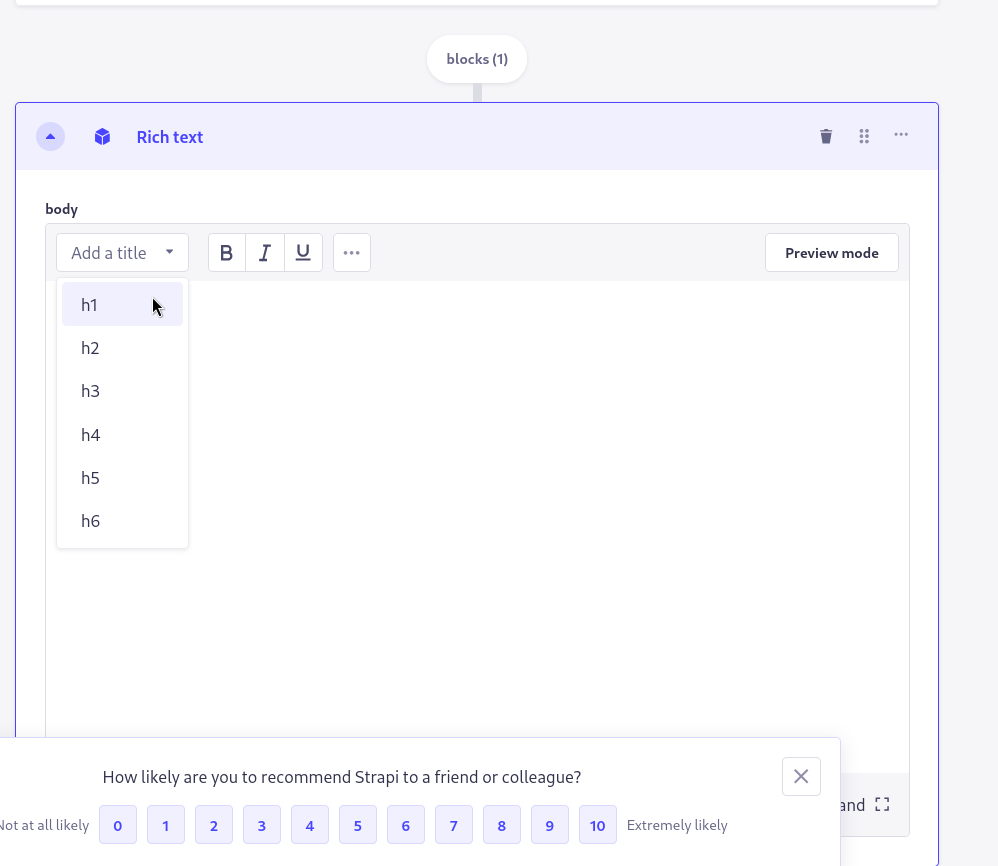 blocks (1)
Rich text
body
Add a title
B I U
Preview mode
h1
h2
h3
h4
h5
h6
How likely are you to recommend Strapi to a friend or colleague?
Not at all likely 0 1 2 3 4 5 6 7 8 9 10 Extremely likely
and